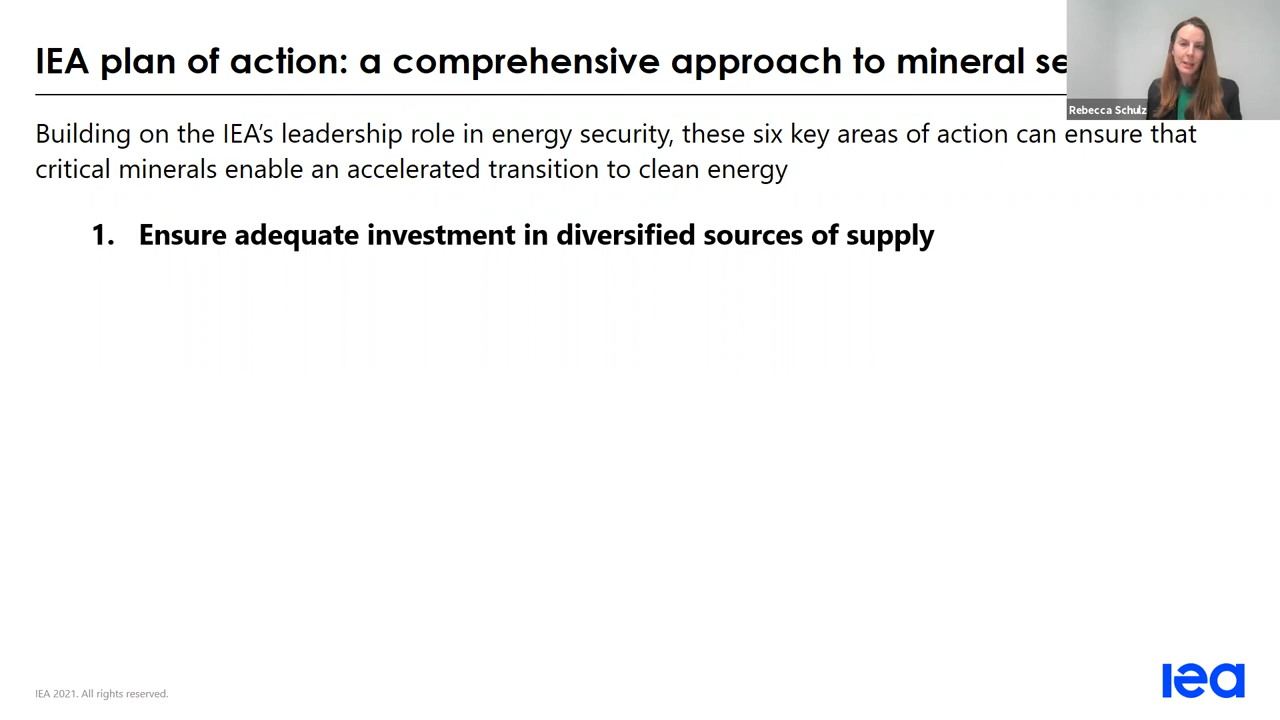 IEA plan of action: a comprehensive approach to mineral
Rebecca Schulz
Building on the IEA’s leadership role in energy security, these six key areas of action can ensure that
critical minerals enable an accelerated transition to clean energy
1. Ensure adequate investment in diversified sources of supply
IEA 2021. All rights reserved.
iea